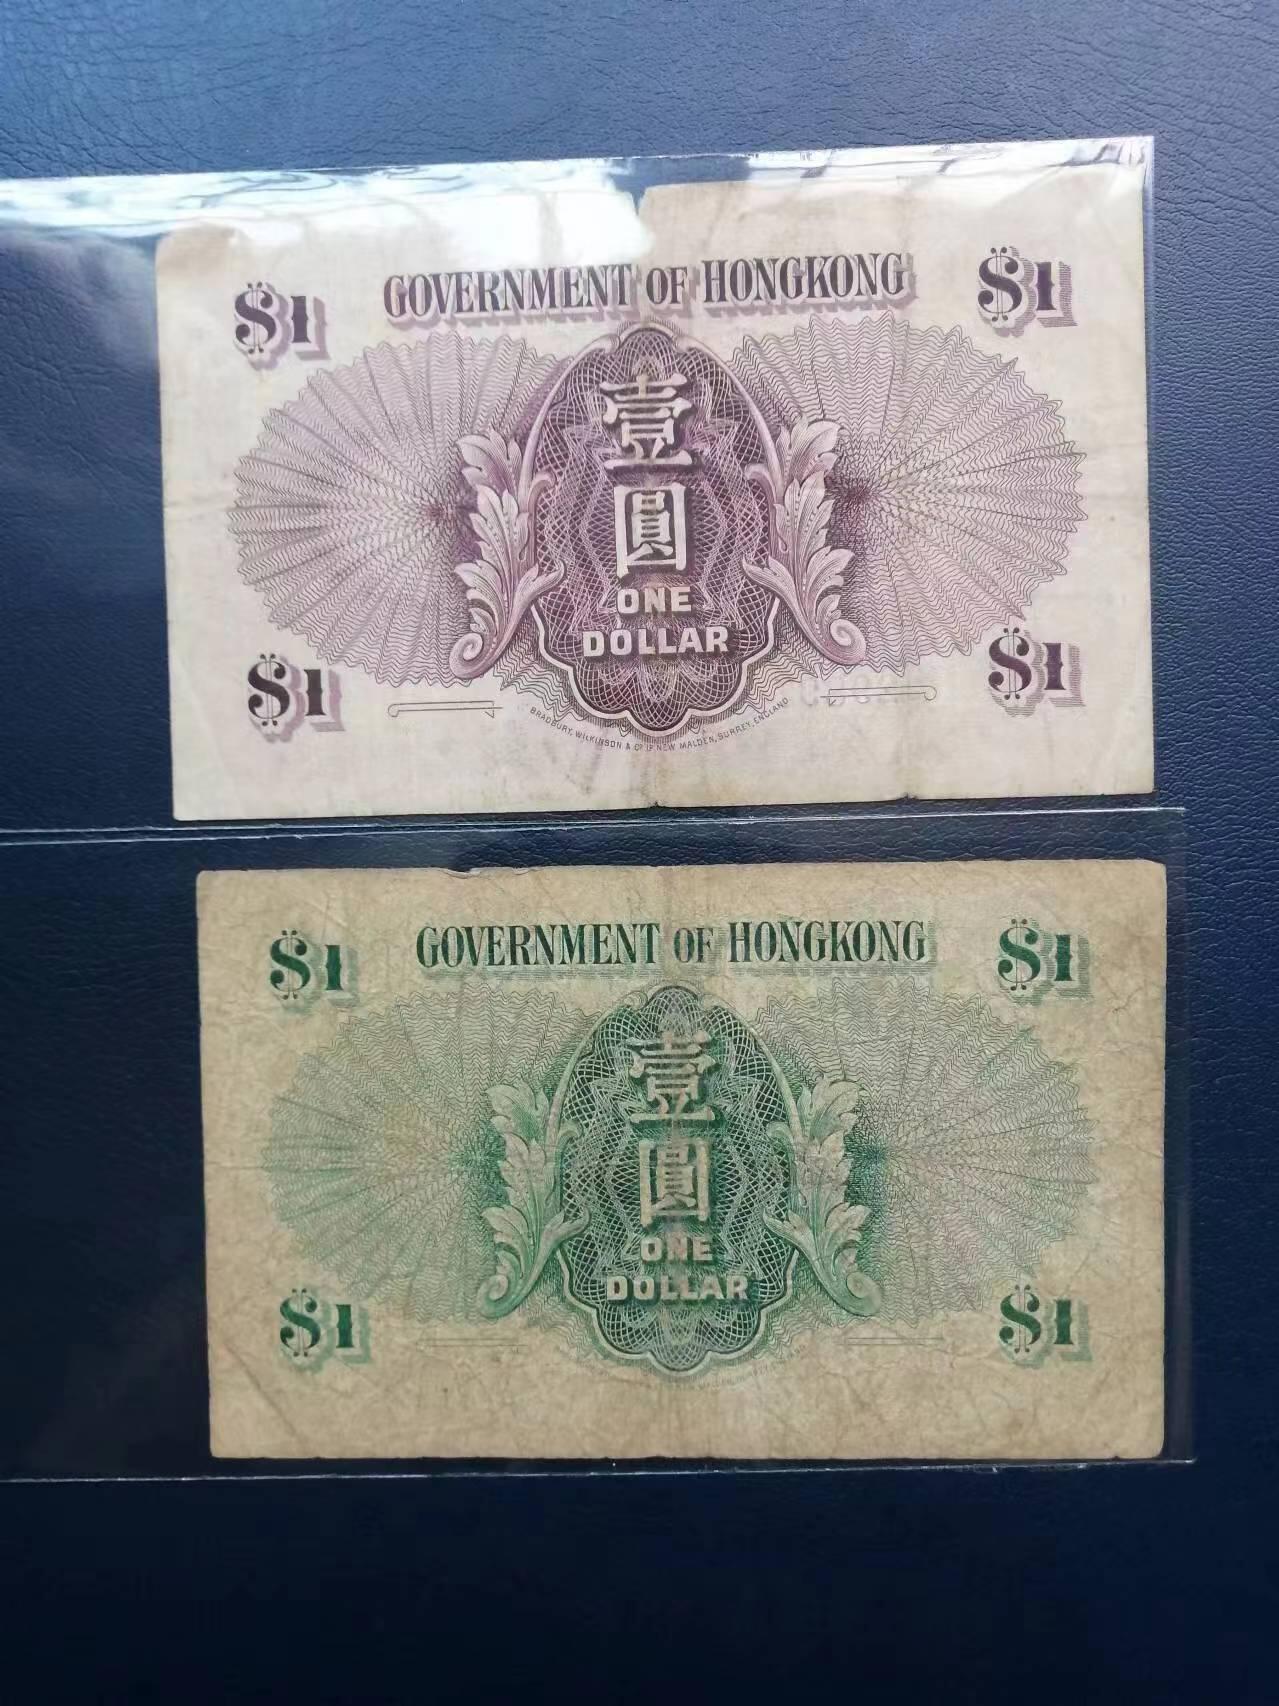 GOVERNMENT OF HONGKONG
$1
$1
壹
圓
ONE
DOLLAR
$1
$1
BRADBURY, WILKINSON & Co. Ld. NEW MALDEN, SURREY, ENGLAND
GOVERNMENT OF HONGKONG
$1
$1
壹
圓
ONE
DOLLAR
$1
$1